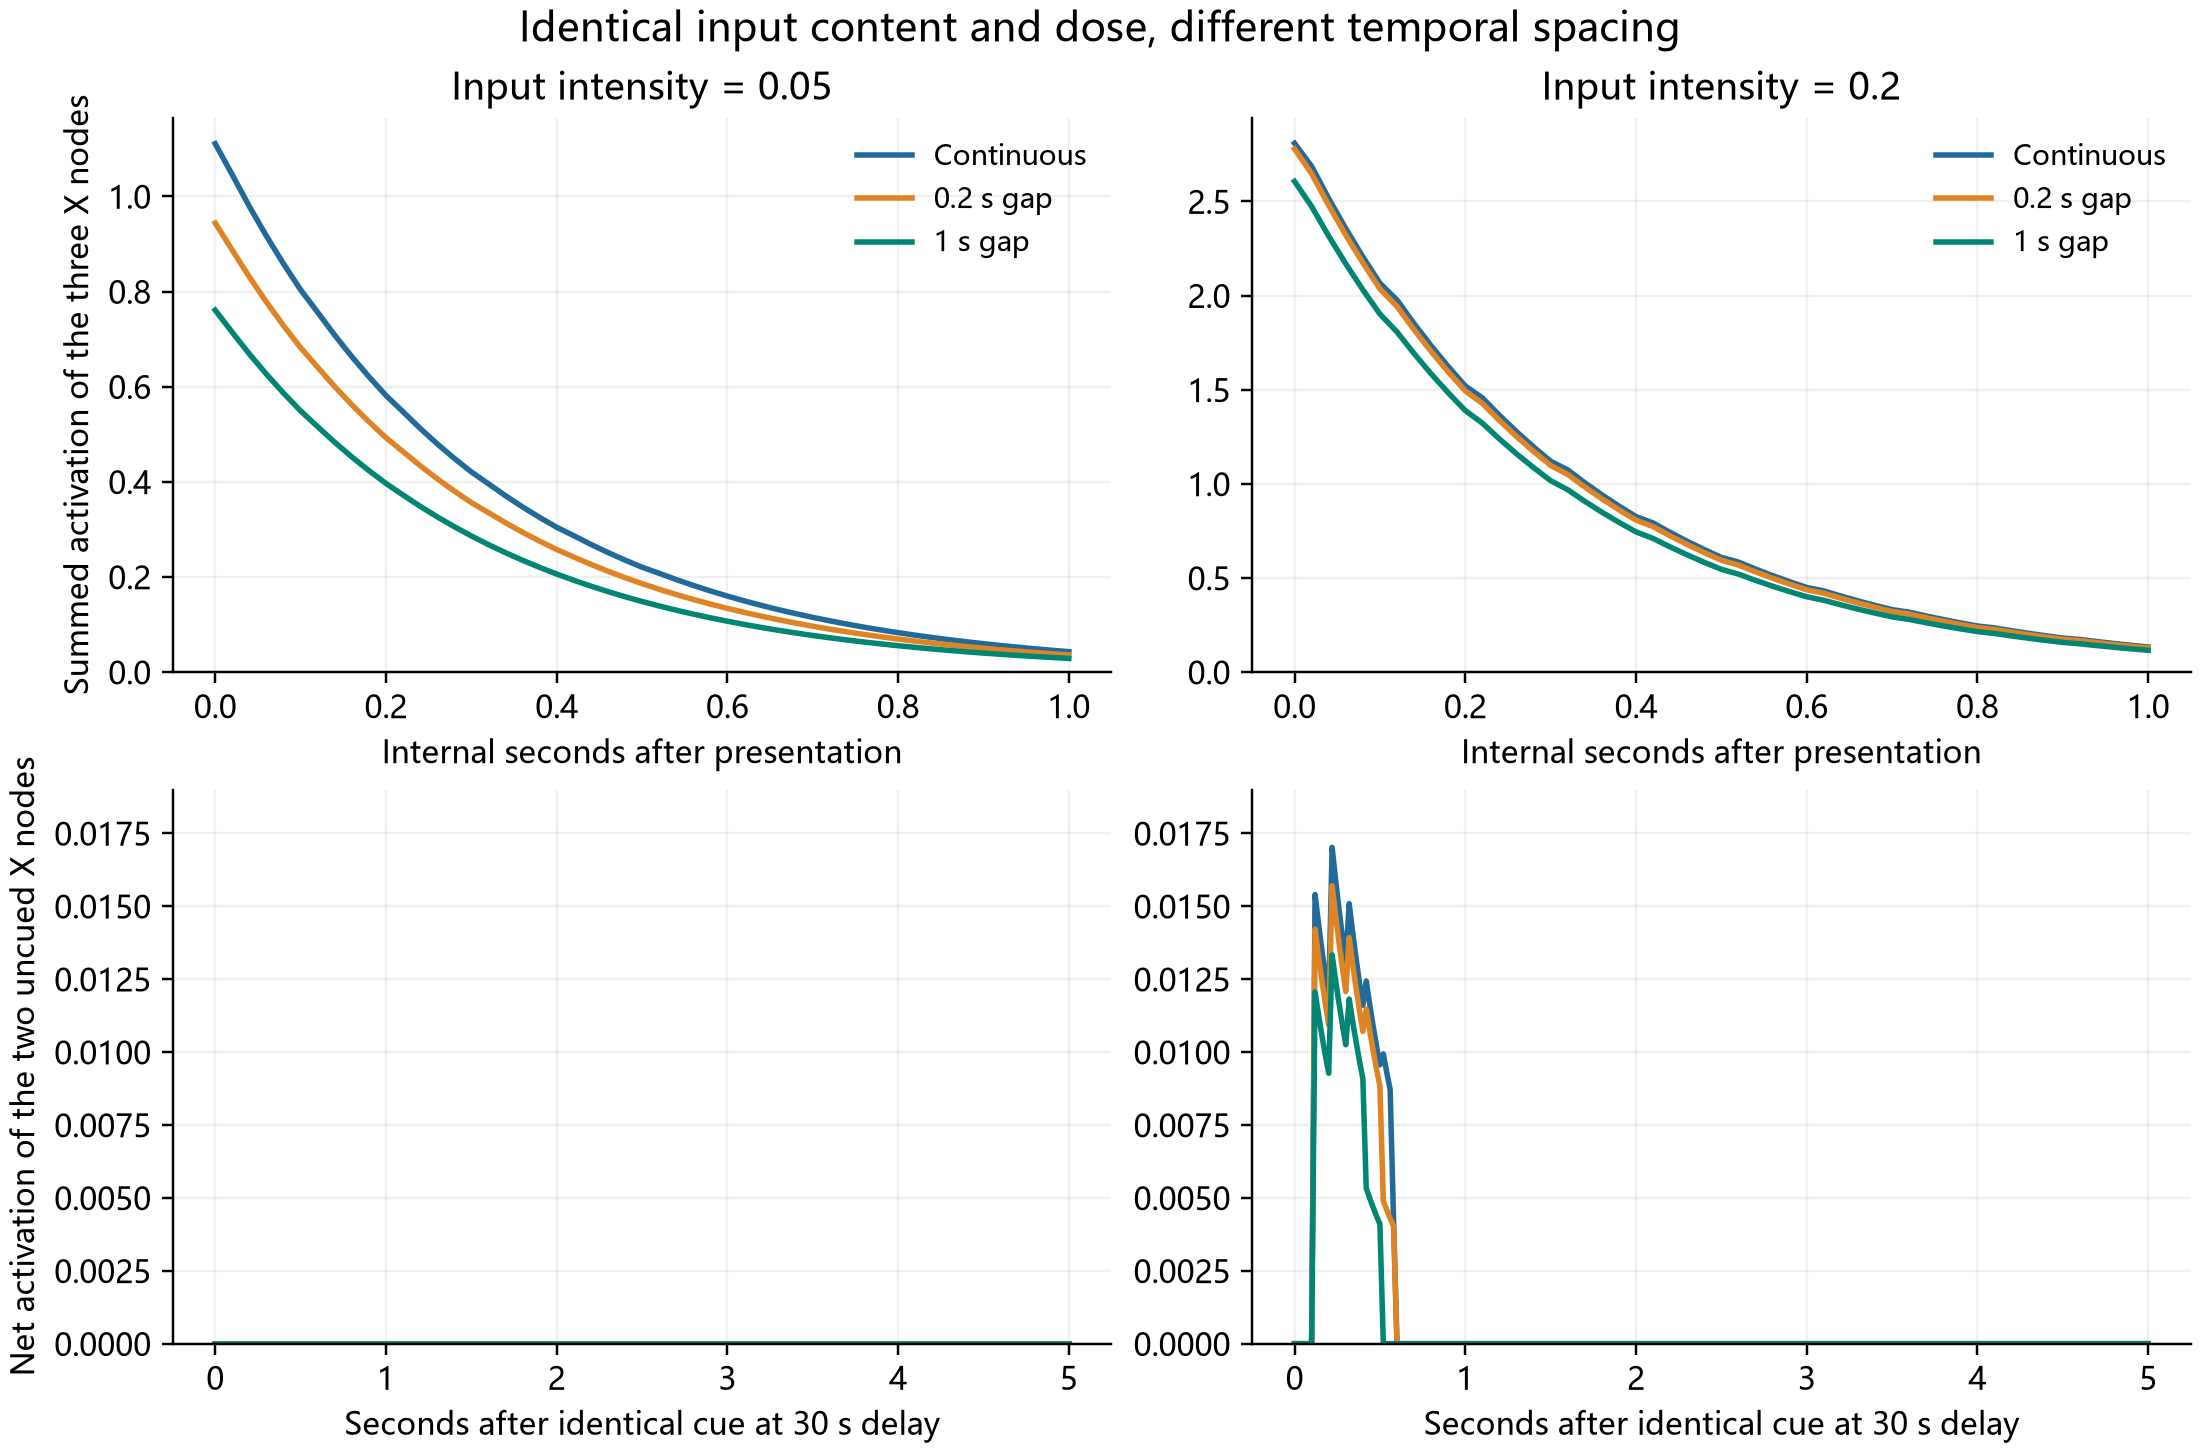 Identical input content and dose, different temporal spacing
Input intensity = 0.05
Summed activation of the three X nodes
1.0
0.8
0.6
0.4
0.2
0.0
Continuous
0.2 s gap
1 s gap
0.0 0.2 0.4 0.6 0.8 1.0
Internal seconds after presentation
Input intensity = 0.2
2.5
2.0
1.5
1.0
0.5
0.0
Continuous
0.2 s gap
1 s gap
0.0 0.2 0.4 0.6 0.8 1.0
Internal seconds after presentation
Net activation of the two uncued X nodes
0.0175
0.0150
0.0125
0.0100
0.0075
0.0050
0.0025
0.0000
0 1 2 3 4 5
Seconds after identical cue at 30 s delay
0.0175
0.0150
0.0125
0.0100
0.0075
0.0050
0.0025
0.0000
0 1 2 3 4 5
Seconds after identical cue at 30 s delay